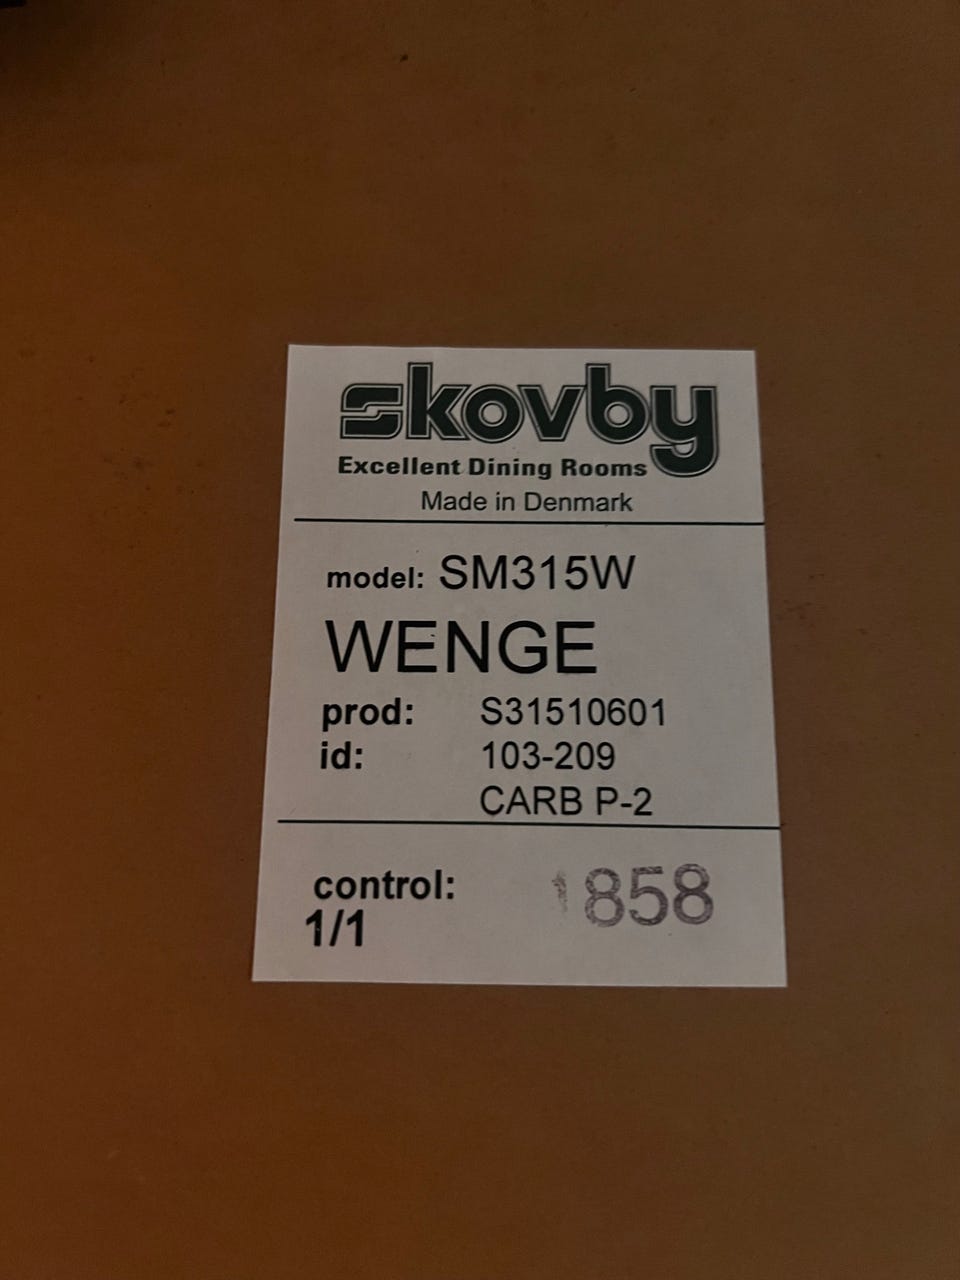 skovby
Excellent Dining Rooms
Made in Denmark
model: SM315W
WENGE
prod: S31510601
id: 103-209
CARB P-2
control: 1858
1/1